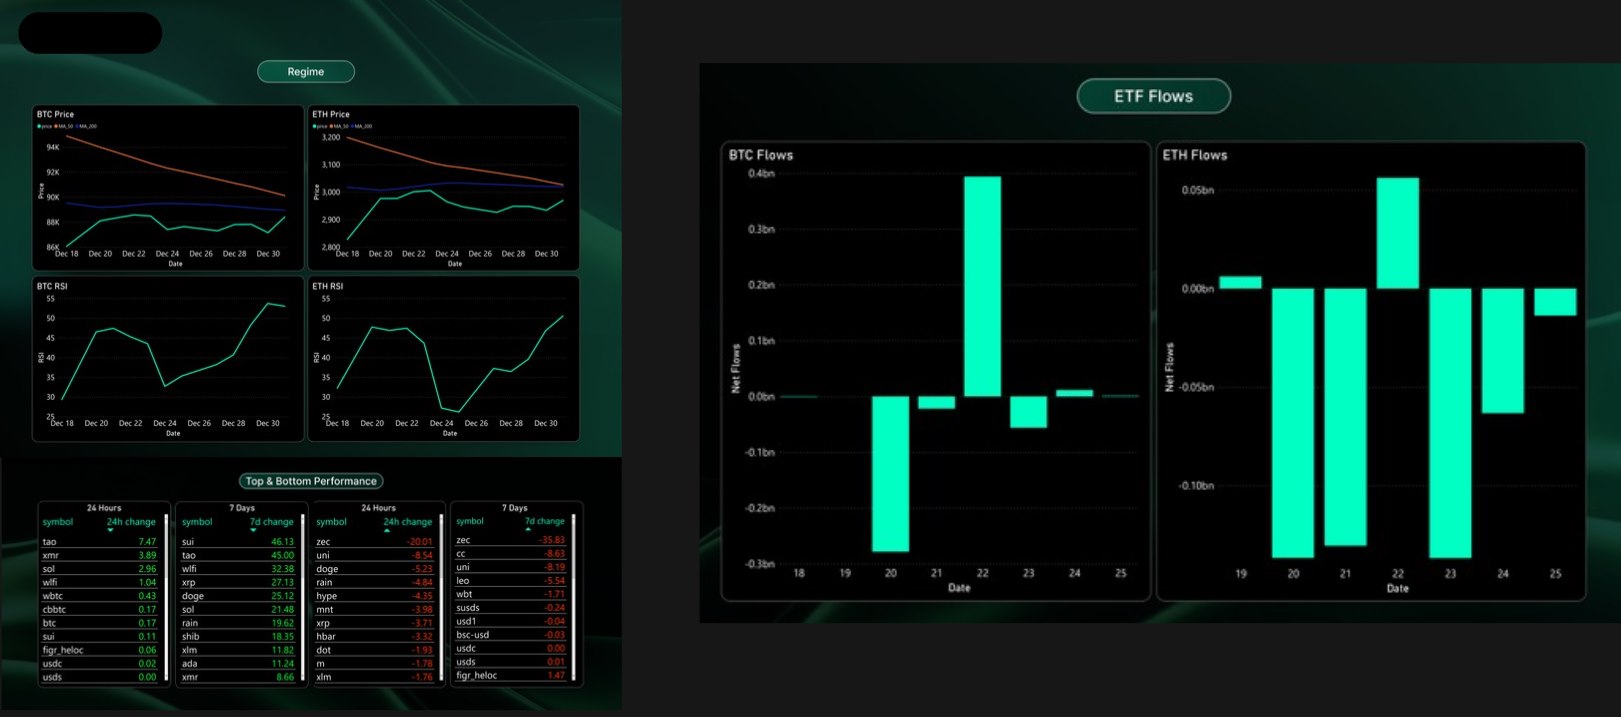 Regime
BTC Price
price MA_50 MA_200
94K
92K
90K
88K
86K
Price
Dec 18 Dec 20 Dec 22 Dec 24 Dec 26 Dec 28 Dec 30
Date
ETH Price
price MA_50 MA_200
3,200
3,100
3,000
2,900
2,800
Price
Dec 18 Dec 20 Dec 22 Dec 24 Dec 26 Dec 28 Dec 30
Date
BTC RSI
55
50
45
40
35
30
25
RSI
Dec 18 Dec 20 Dec 22 Dec 24 Dec 26 Dec 28 Dec 30
Date
ETH RSI
55
50
45
40
35
30
25
RSI
Dec 18 Dec 20 Dec 22 Dec 24 Dec 26 Dec 28 Dec 30
Date
Top & Bottom Performance
24 Hours
symbol 24h change
tao 7.47
xmr 3.89
sol 2.96
wlfi 1.04
wbtc 0.43
cbbtc 0.17
btc 0.17
sui 0.11
figr_heloc 0.06
usdc 0.02
usds 0.00
7 Days
symbol 7d change
sui 46.13
tao 45.00
wlfi 32.38
xrp 27.13
doge 25.12
sol 21.48
rain 19.62
shib 18.35
xlm 11.82
ada 11.24
xmr 8.66
24 Hours
symbol 24h change
zec -20.01
uni -8.54
doge -5.23
rain -4.84
hype -4.35
mnt -3.98
xrp -3.71
hbar -3.32
dot -1.93
m -1.78
xlm -1.76
7 Days
symbol 7d change
zec -35.83
cc -8.63
uni -8.19
leo -5.54
wbt -1.71
susds -0.24
usd1 -0.04
bsc-usd -0.03
usdc 0.00
usds 0.01
figr_heloc 1.47
ETF Flows
BTC Flows
0.4bn
0.3bn
0.2bn
0.1bn
0.0bn
-0.1bn
-0.2bn
-0.3bn
Net Flows
18 19 20 21 22 23 24 25
Date
ETH Flows
0.05bn
0.00bn
-0.05bn
-0.10bn
Net Flows
19 20 21 22 23 24 25
Date